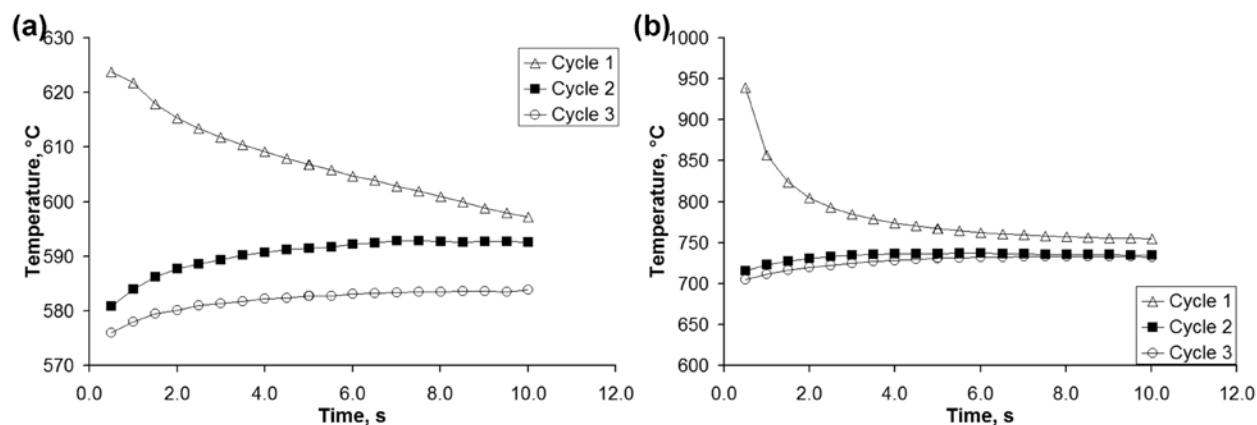 (a)
630
620
610
600
590
580
570
Temperature, °C
0.0 2.0 4.0 6.0 8.0 10.0 12.0
Time, s
Cycle 1
Cycle 2
Cycle 3
(b)
1000
950
900
850
800
750
700
650
600
Temperature, °C
0.0 2.0 4.0 6.0 8.0 10.0 12.0
Time, s
Cycle 1
Cycle 2
Cycle 3